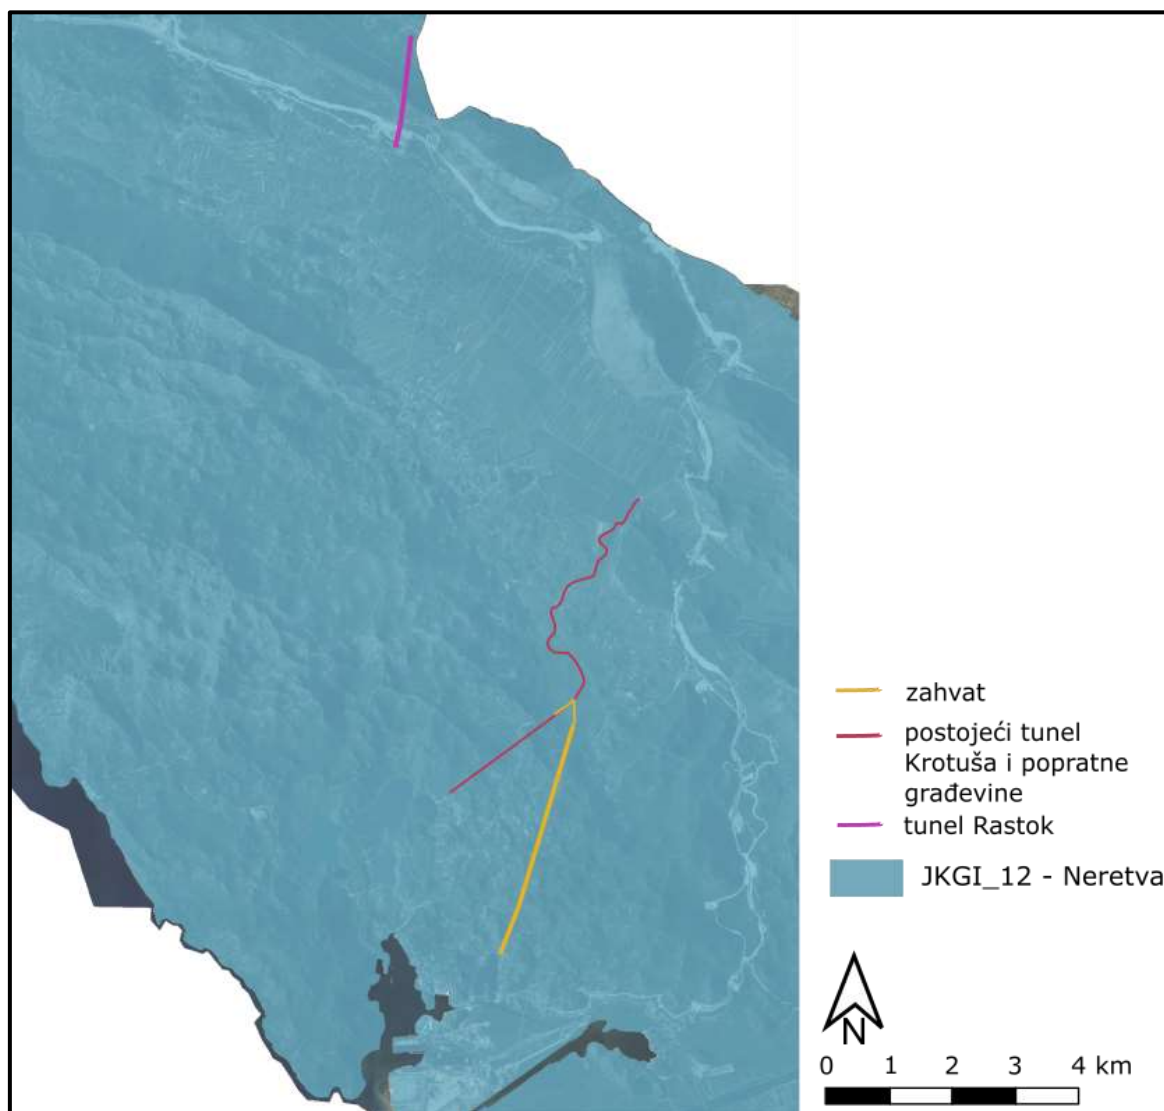 zahvat
postojeći tunel
Krotuša i popratne
građevine
tunel Rastok
JKGI_12 - Neretva
N
0 1 2 3 4 km